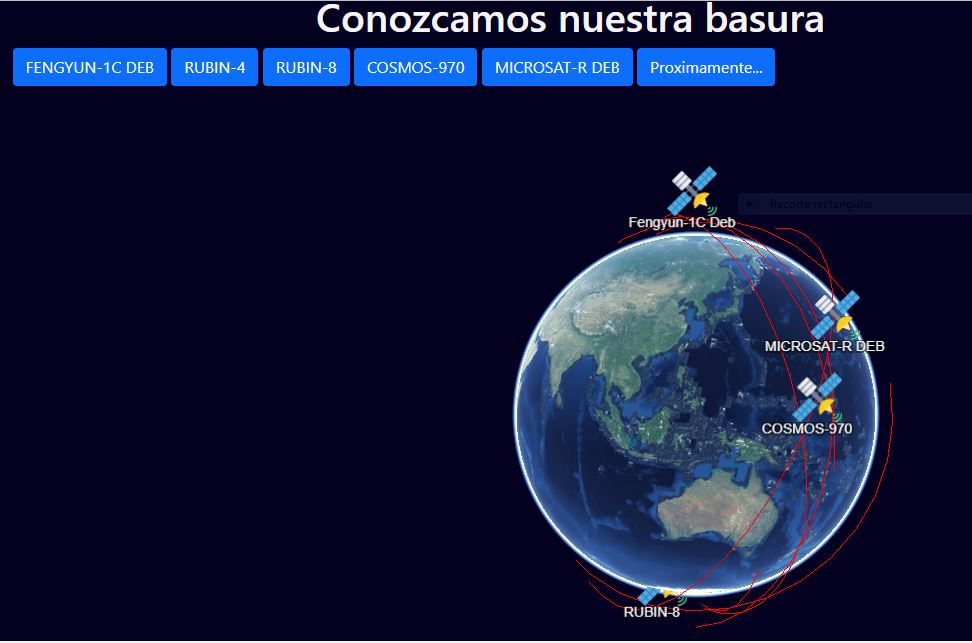 Conozcamos nuestra basura
FENGYUN-1C DEB
RUBIN-4
RUBIN-8
COSMOS-970
MICROSAT-R DEB
Proximamente...
Recorte rectangular
Fengyun-1C Deb
MICROSAT-R DEB
COSMOS-970
RUBIN-8